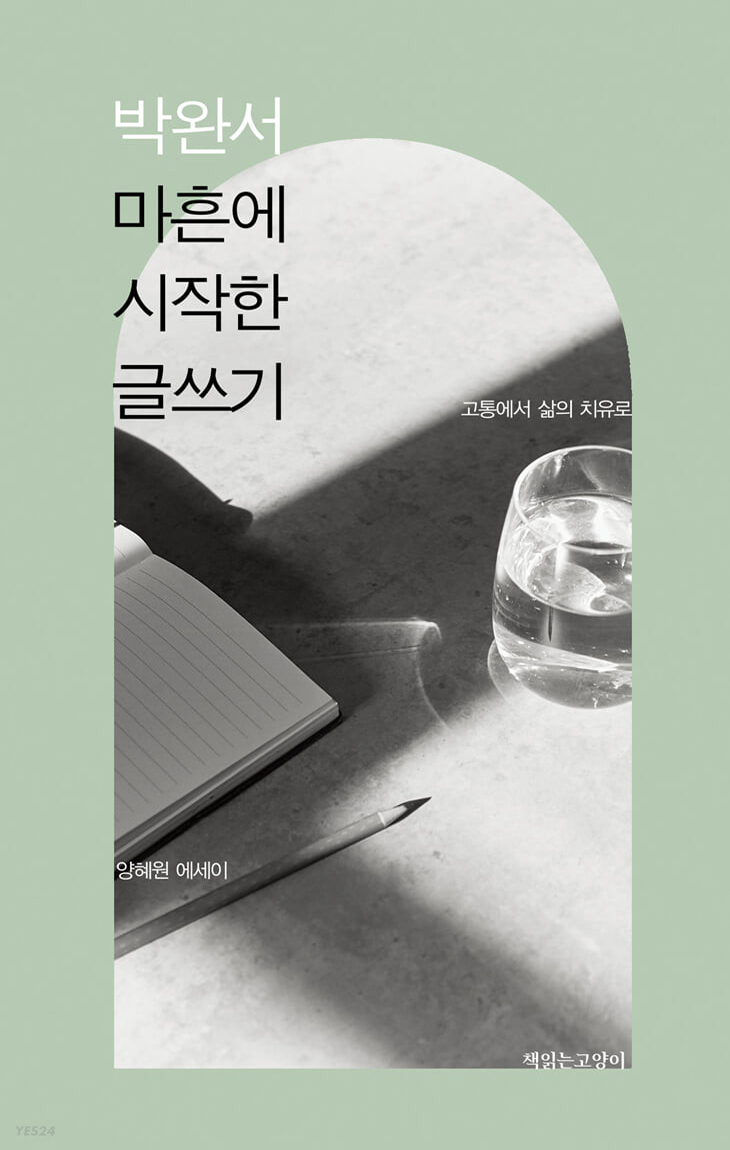 박완서
마흔에
시작한
글쓰기
고통에서 삶의 치유로
양혜원 에세이
책읽는고양이
YES24